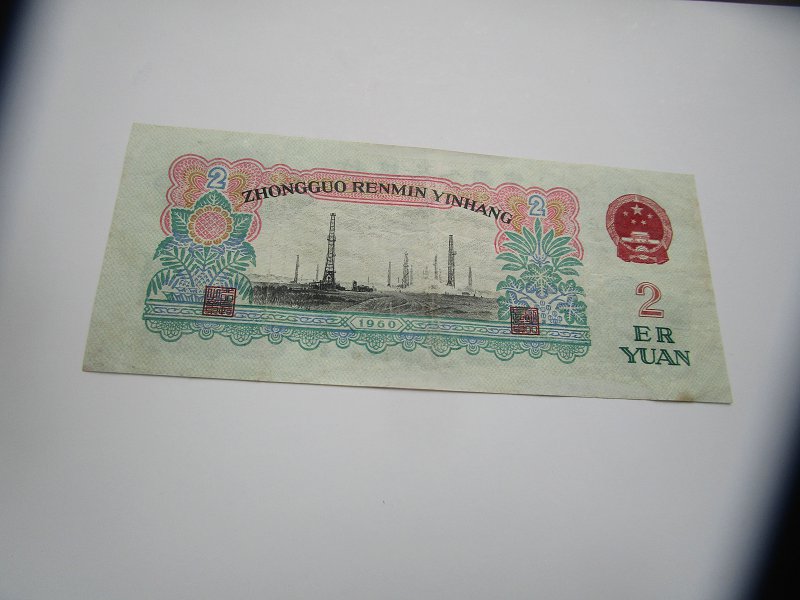 2
ZHONGGUO RENMIN YINHANG
2
1960
2
ER
YUAN